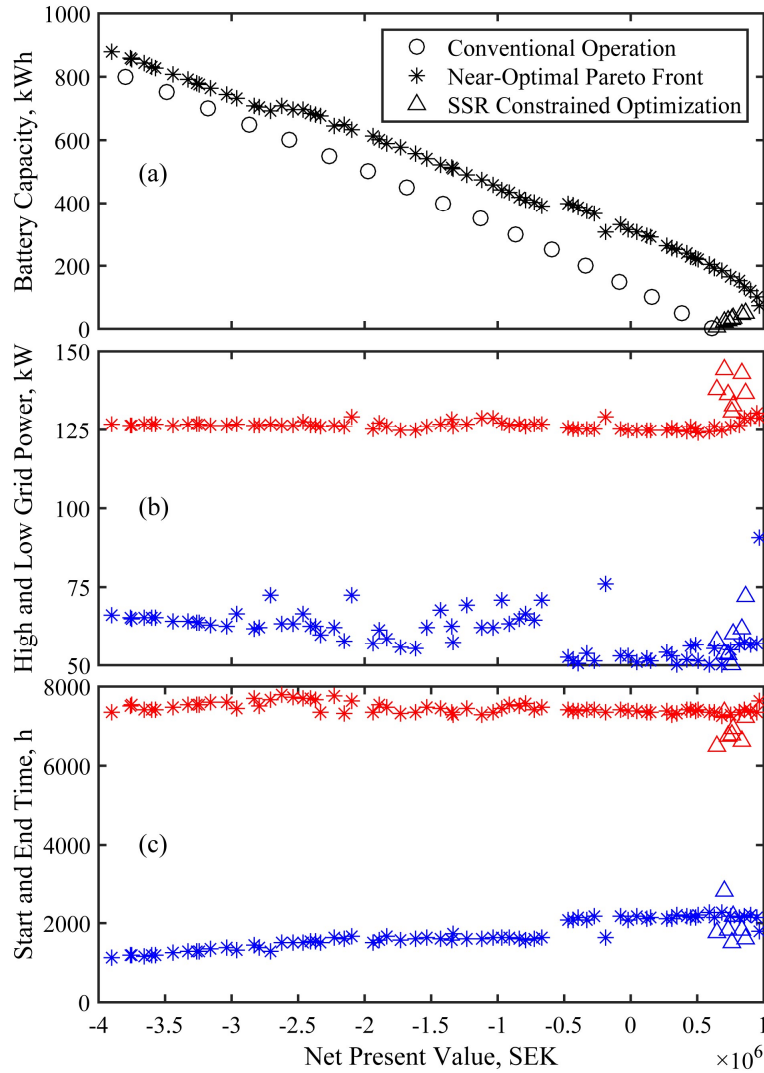 1000
800
600
400
200
0
Battery Capacity, kWh
Conventional Operation
Near-Optimal Pareto Front
SSR Constrained Optimization
(a)
150
125
100
75
50
High and Low Grid Power, kW
(b)
8000
6000
4000
2000
0
Start and End Time, h
(c)
-4 -3.5 -3 -2.5 -2 -1.5 -1 -0.5 0 0.5 1
Net Present Value, SEK
×10⁶